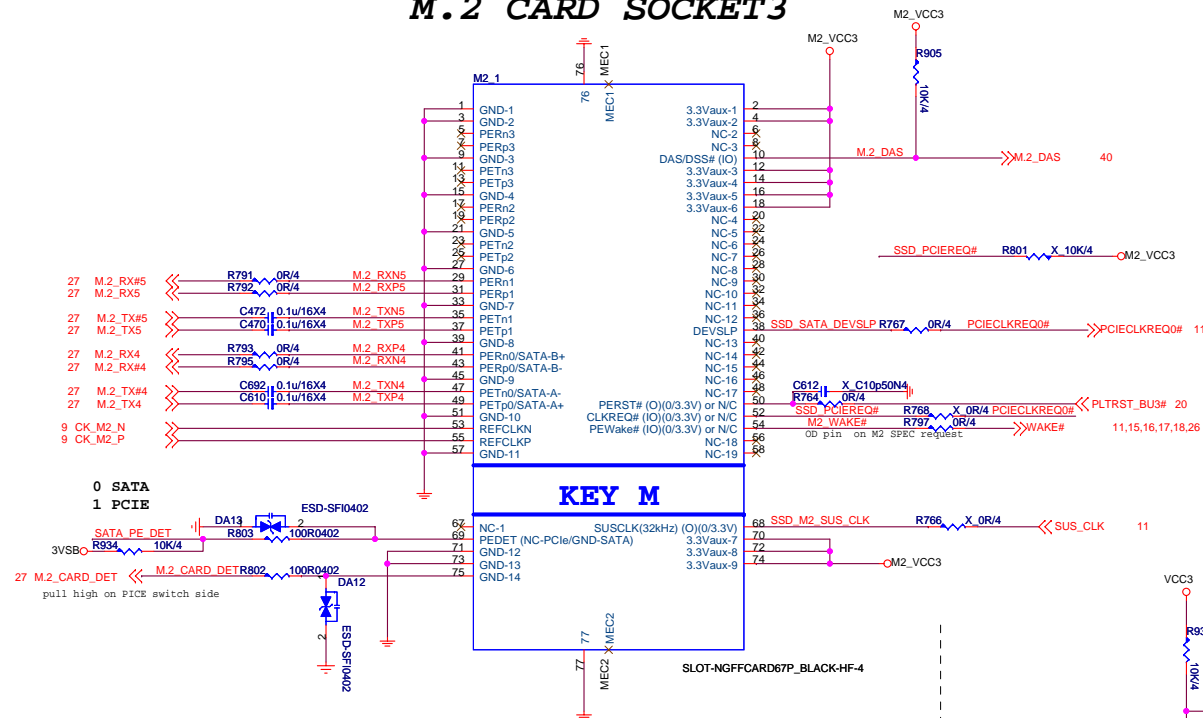 M.2 CARD SOCKET3
M2_VCC3
M2_VCC3
R905
10K/4
76
MEC1
M2_1
76
MEC1
1 GND-1 3.3Vaux-1 2
3 GND-2 3.3Vaux-2 4
5 PERn3 NC-2 6
7 PERp3 NC-3 8
9 GND-3 DAS/DSS# (IO) 10 M.2_DAS M.2_DAS 40
11 PETn3 3.3Vaux-3 12
13 PETp3 3.3Vaux-4 14
15 GND-4 3.3Vaux-5 16
17 PERn2 3.3Vaux-6 18
19 PERp2 NC-4 20
21 GND-5 NC-5 22
23 PETn2 NC-6 24
25 PETp2 NC-7 26
SSD_PCIEREQ# R801 X_10K/4 M2_VCC3
27 GND-6 NC-8 28
27 M.2_RX#5 R791 0R/4 M.2_RXN5 29 PERn1 NC-9 30
27 M.2_RX5 R792 0R/4 M.2_RXP5 31 PERp1 NC-10 32
33 GND-7 NC-11 34
27 M.2_TX#5 C472 0.1u/16X4 M.2_TXN5 35 PETn1 NC-12 36
27 M.2_TX5 C470 0.1u/16X4 M.2_TXP5 37 PETp1 DEVSLP 38 SSD_SATA_DEVSLP R767 0R/4 PCIECLKREQ0# PCIECLKREQ0# 11
39 GND-8 NC-13 40
27 M.2_RX4 R793 0R/4 M.2_RXP4 41 PERn0/SATA-B+ NC-14 42
27 M.2_RX#4 R795 0R/4 M.2_RXN4 43 PERp0/SATA-B- NC-15 44
45 GND-9 NC-16 46
27 M.2_TX#4 C692 0.1u/16X4 M.2_TXN4 47 PETn0/SATA-A- NC-17 48 C612 X_C10p50N4
27 M.2_TX4 C610 0.1u/16X4 M.2_TXP4 49 PETp0/SATA-A+ PERST# (O)(0/3.3V) or N/C 50 R764 0R/4 PLTRST_BU3# 20
51 GND-10 CLKREQ# (IO)(0/3.3V) or N/C 52 SSD_PCIEREQ# R768 X_0R/4 PCIECLKREQ0#
9 CK_M2_N 53 REFCLKN PEWake# (IO)(0/3.3V) or N/C 54 M2_WAKE# R797 0R/4 WAKE# 11,15,16,17,18,26
OD pin on M2 SPEC request
9 CK_M2_P 55 REFCLKP NC-18 56
57 GND-11 NC-19 58
KEY M
0 SATA
1 PCIE
DA13 1 2 ESD-SFI0402
67 NC-1 SUSCLK(32kHz) (O)(0/3.3V) 68 SSD_M2_SUS_CLK R766 X_0R/4 SUS_CLK 11
SATA_PE_DET R803 100R0402 69 PEDET (NC-PCIe/GND-SATA) 3.3Vaux-7 70
3VSB R934 10K/4 71 GND-12 3.3Vaux-8 72
73 GND-13 3.3Vaux-9 74 M2_VCC3
27 M.2_CARD_DET M.2_CARD_DET R802 100R0402 75 GND-14
pull high on PICE switch side
1 DA12
2
ESD-SFI0402
77
MEC2
77
MEC2
SLOT-NGFFCARD67P_BLACK-HF-4
VCC3
10K/4